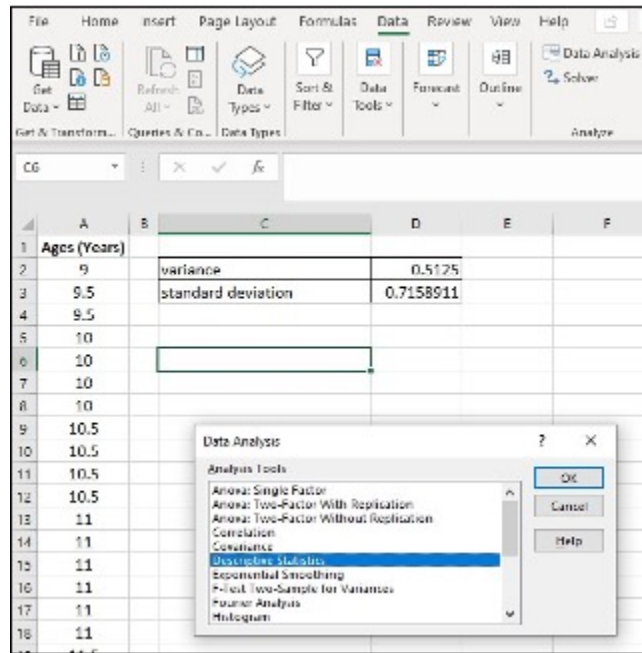 File Home Insert Page Layout Formulas Data Review View Help
Get Data
Refresh All
Data Types
Sort & Filter
Data Tools
Forecast
Outline
Data Analysis
Solver
Get & Transform... Queries & Co... Data Types Analyze
C6 fx
A B C D E F
1 Ages (Years)
2 9 variance 0.5125
3 9.5 standard deviation 0.7158911
4 9.5
5 10
6 10
7 10
8 10
9 10.5
10 10.5
11 10.5
12 10.5
13 11
14 11
15 11
16 11
17 11
18 11
Data Analysis ? ×
Analysis Tools
Anova: Single Factor
Anova: Two-Factor With Replication
Anova: Two-Factor Without Replication
Correlation
Covariance
Descriptive Statistics
Exponential Smoothing
F-Test Two-Sample for Variances
Fourier Analysis
Histogram
OK
Cancel
Help